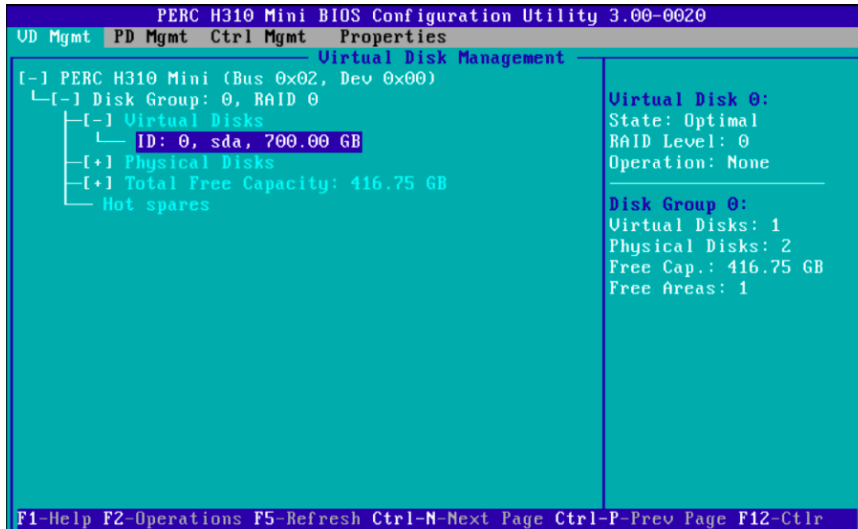 PERC H310 Mini BIOS Configuration Utility 3.00-0020
VD Mgmt PD Mgmt Ctrl Mgmt Properties
Virtual Disk Management
[-] PERC H310 Mini (Bus 0x02, Dev 0x00)
[-] Disk Group: 0, RAID 0
[-] Virtual Disks
ID: 0, sda, 700.00 GB
[+] Physical Disks
[+] Total Free Capacity: 416.75 GB
Hot spares
Virtual Disk 0:
State: Optimal
RAID Level: 0
Operation: None
Disk Group 0:
Virtual Disks: 1
Physical Disks: 2
Free Cap.: 416.75 GB
Free Areas: 1
F1-Help F2-Operations F5-Refresh Ctrl-N-Next Page Ctrl-P-Prev Page F12-Ctlr